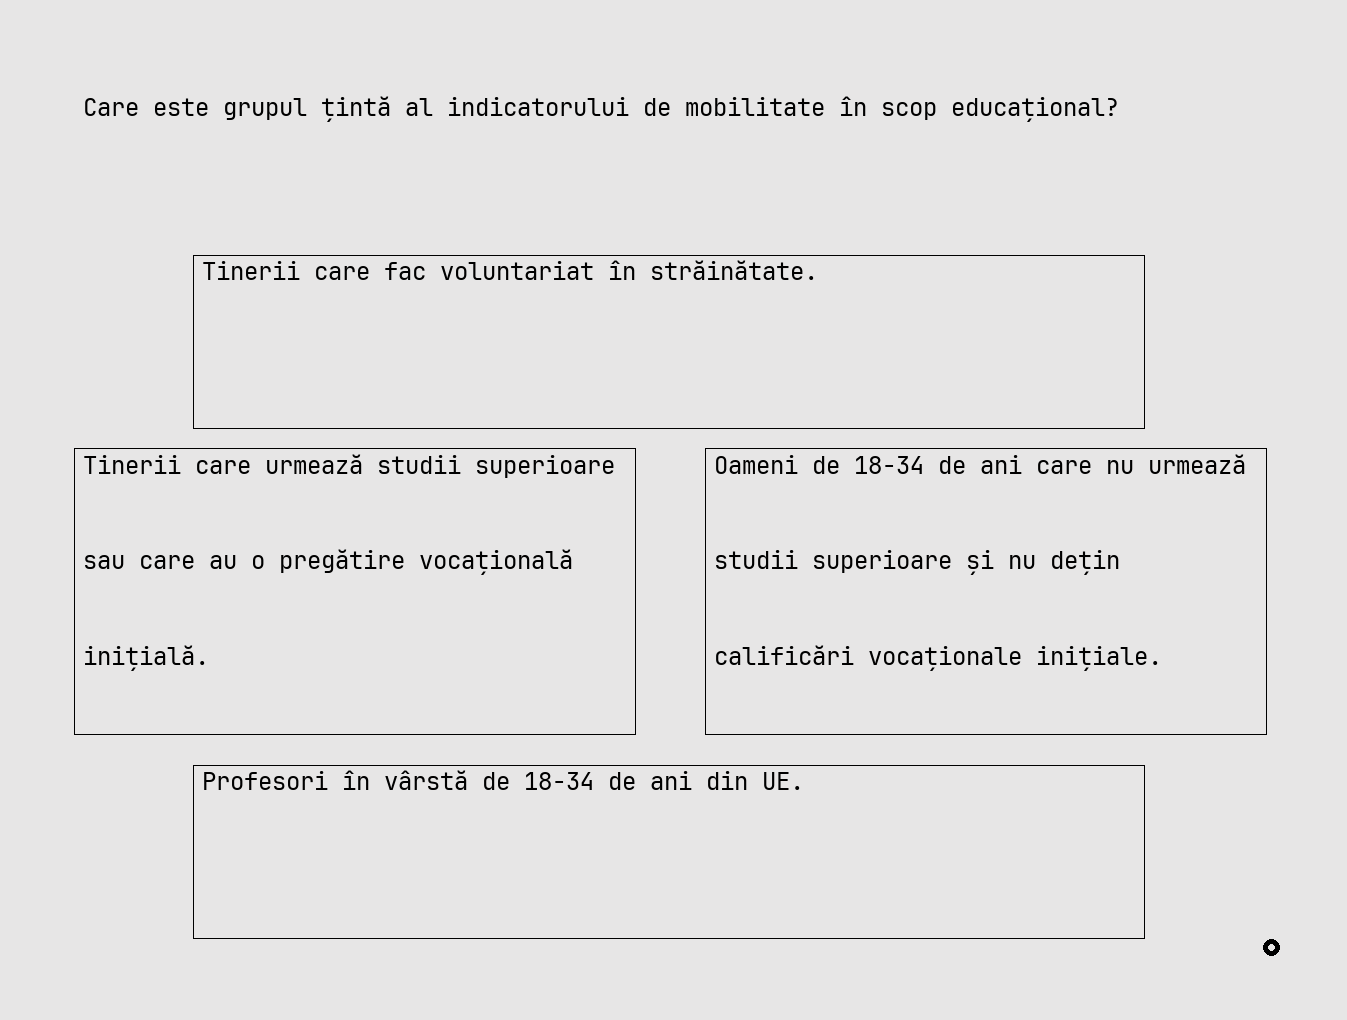 Care este grupul țintă al indicatorului de mobilitate în scop educațional?
Tinerii care fac voluntariat în străinătate.
Tinerii care urmează studii superioare
sau care au o pregătire vocațională
inițială.
Oameni de 18-34 de ani care nu urmează
studii superioare și nu dețin
calificări vocaționale inițiale.
Profesori în vârstă de 18-34 de ani din UE.